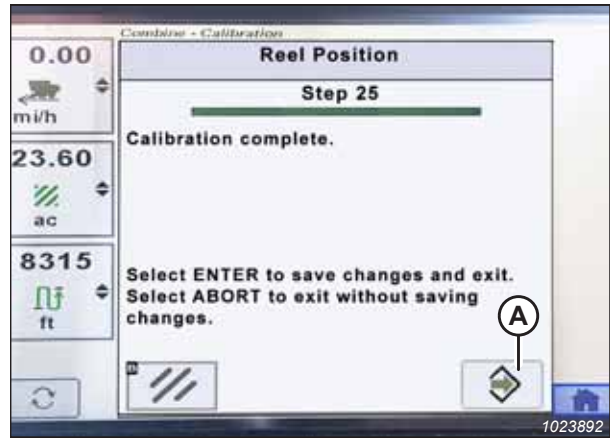 Combine - Calibration
Reel Position
Step 25
Calibration complete.
Select ENTER to save changes and exit.
Select ABORT to exit without saving
changes.
0.00
mi/h
23.60
ac
8315
ft
A
1023892